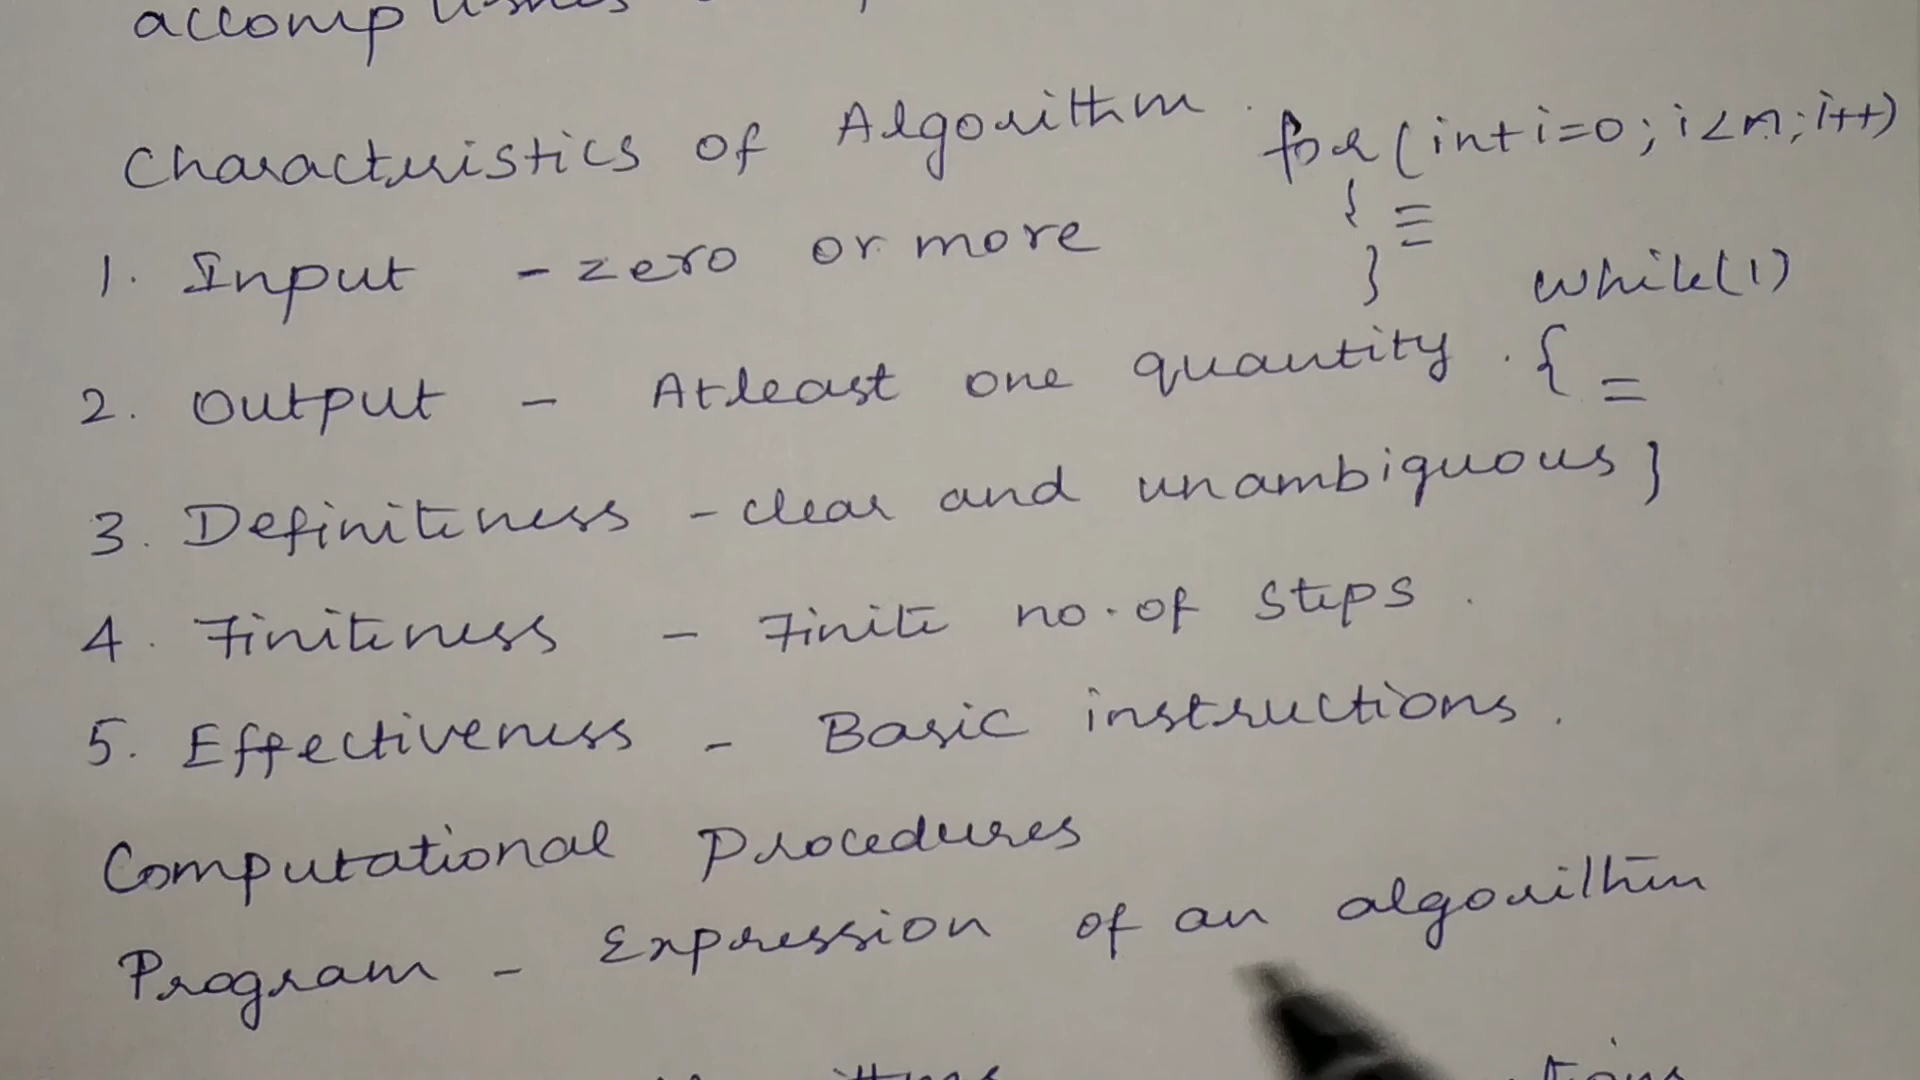 accomplishes
Characteristics of Algorithm.
for(int i=0; i<n; i++)
{ =
}
1. Input - zero or more
while(1)
{ =
}
2. Output - Atleast one quantity.
3. Definiteness - clear and unambiguous
4. Finiteness - Finite no. of steps.
5. Effectiveness - Basic instructions.
Computational Procedures
Program - Expression of an algorithm